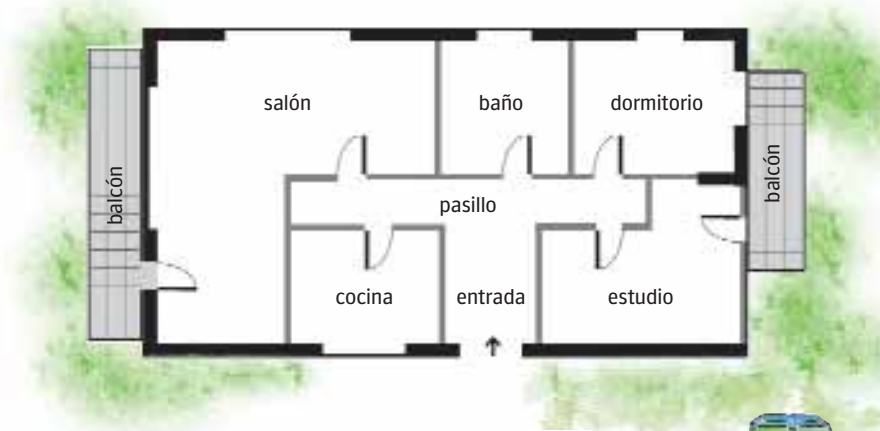 salón
baño
dormitorio
balcón
balcón
pasillo
cocina
entrada
estudio